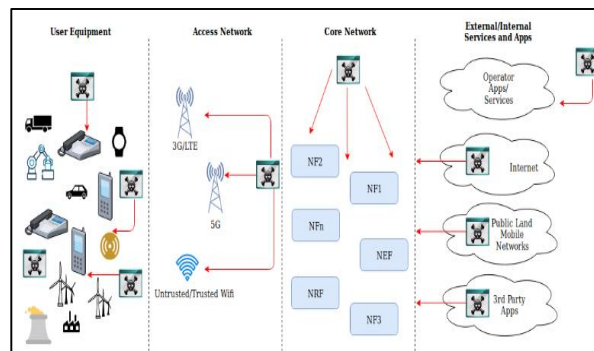 User Equipment
Access Network
Core Network
External/Internal
Services and Apps
Operator
Apps/
Services
3G/LTE
5G
Untrusted/Trusted Wifi
NF2
NF1
NFn
NEF
NRF
NF3
Internet
Public Land
Mobile
Networks
3rd Party
Apps